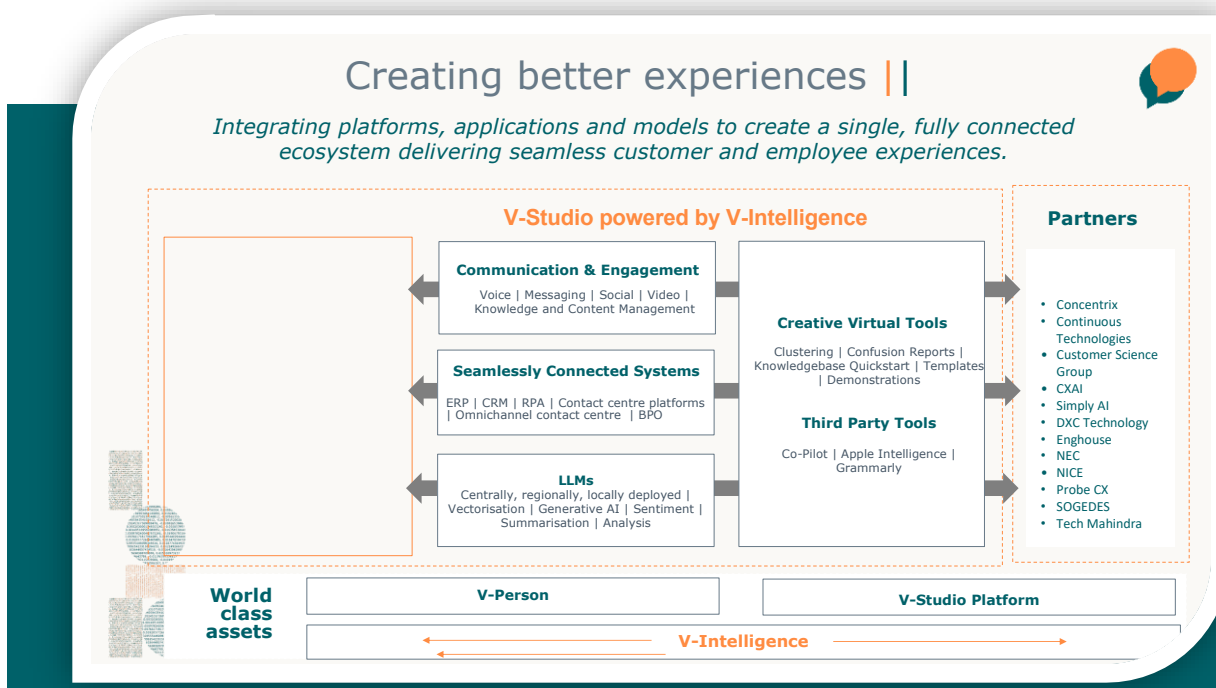 Creating better experiences ||
Integrating platforms, applications and models to create a single, fully connected
ecosystem delivering seamless customer and employee experiences.
V-Studio powered by V-Intelligence
Communication & Engagement
Voice | Messaging | Social | Video |
Knowledge and Content Management
Seamlessly Connected Systems
ERP | CRM | RPA | Contact centre platforms
| Omnichannel contact centre | BPO
LLMs
Centrally, regionally, locally deployed |
Vectorisation | Generative AI | Sentiment |
Summarisation | Analysis
Creative Virtual Tools
Clustering | Confusion Reports |
Knowledgebase Quickstart | Templates
| Demonstrations
Third Party Tools
Co-Pilot | Apple Intelligence |
Grammarly
Partners
• Concentrix
• Continuous
Technologies
• Customer Science
Group
• CXAI
• Simply AI
• DXC Technology
• Enghouse
• NEC
• NICE
• Probe CX
• SOGEDES
• Tech Mahindra
World
class
assets
V-Person
V-Studio Platform
V-Intelligence